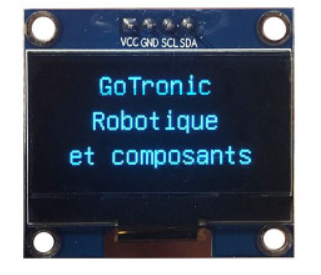 VCC GND SCL SDA
GoTronic
Robotique
et composants